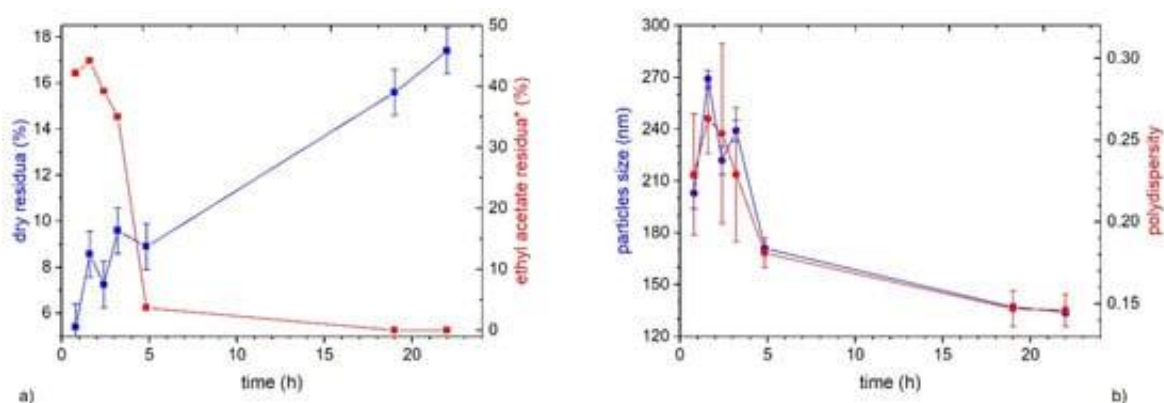 18
16
14
12
10
8
6
dry residua (%)
50
40
30
20
10
0
ethyl acetate residua* (%)
0 5 10 15 20
time (h)
a)
300
270
240
210
180
150
120
particles size (nm)
0.30
0.25
0.20
0.15
polydispersity
0 5 10 15 20
time (h)
b)